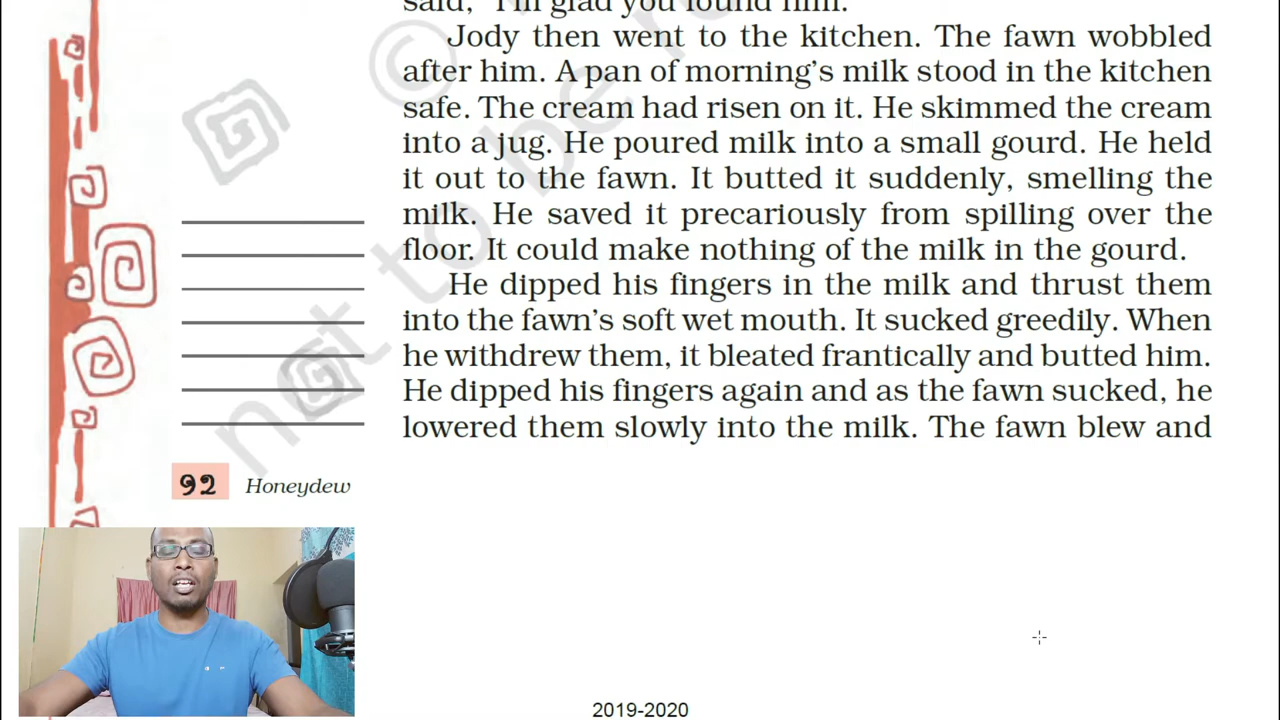 said, "I'm glad you found him."
Jody then went to the kitchen. The fawn wobbled
after him. A pan of morning's milk stood in the kitchen
safe. The cream had risen on it. He skimmed the cream
into a jug. He poured milk into a small gourd. He held
it out to the fawn. It butted it suddenly, smelling the
milk. He saved it precariously from spilling over the
floor. It could make nothing of the milk in the gourd.
He dipped his fingers in the milk and thrust them
into the fawn's soft wet mouth. It sucked greedily. When
he withdrew them, it bleated frantically and butted him.
He dipped his fingers again and as the fawn sucked, he
lowered them slowly into the milk. The fawn blew and
©
not to be r
92 Honeydew
2019-2020